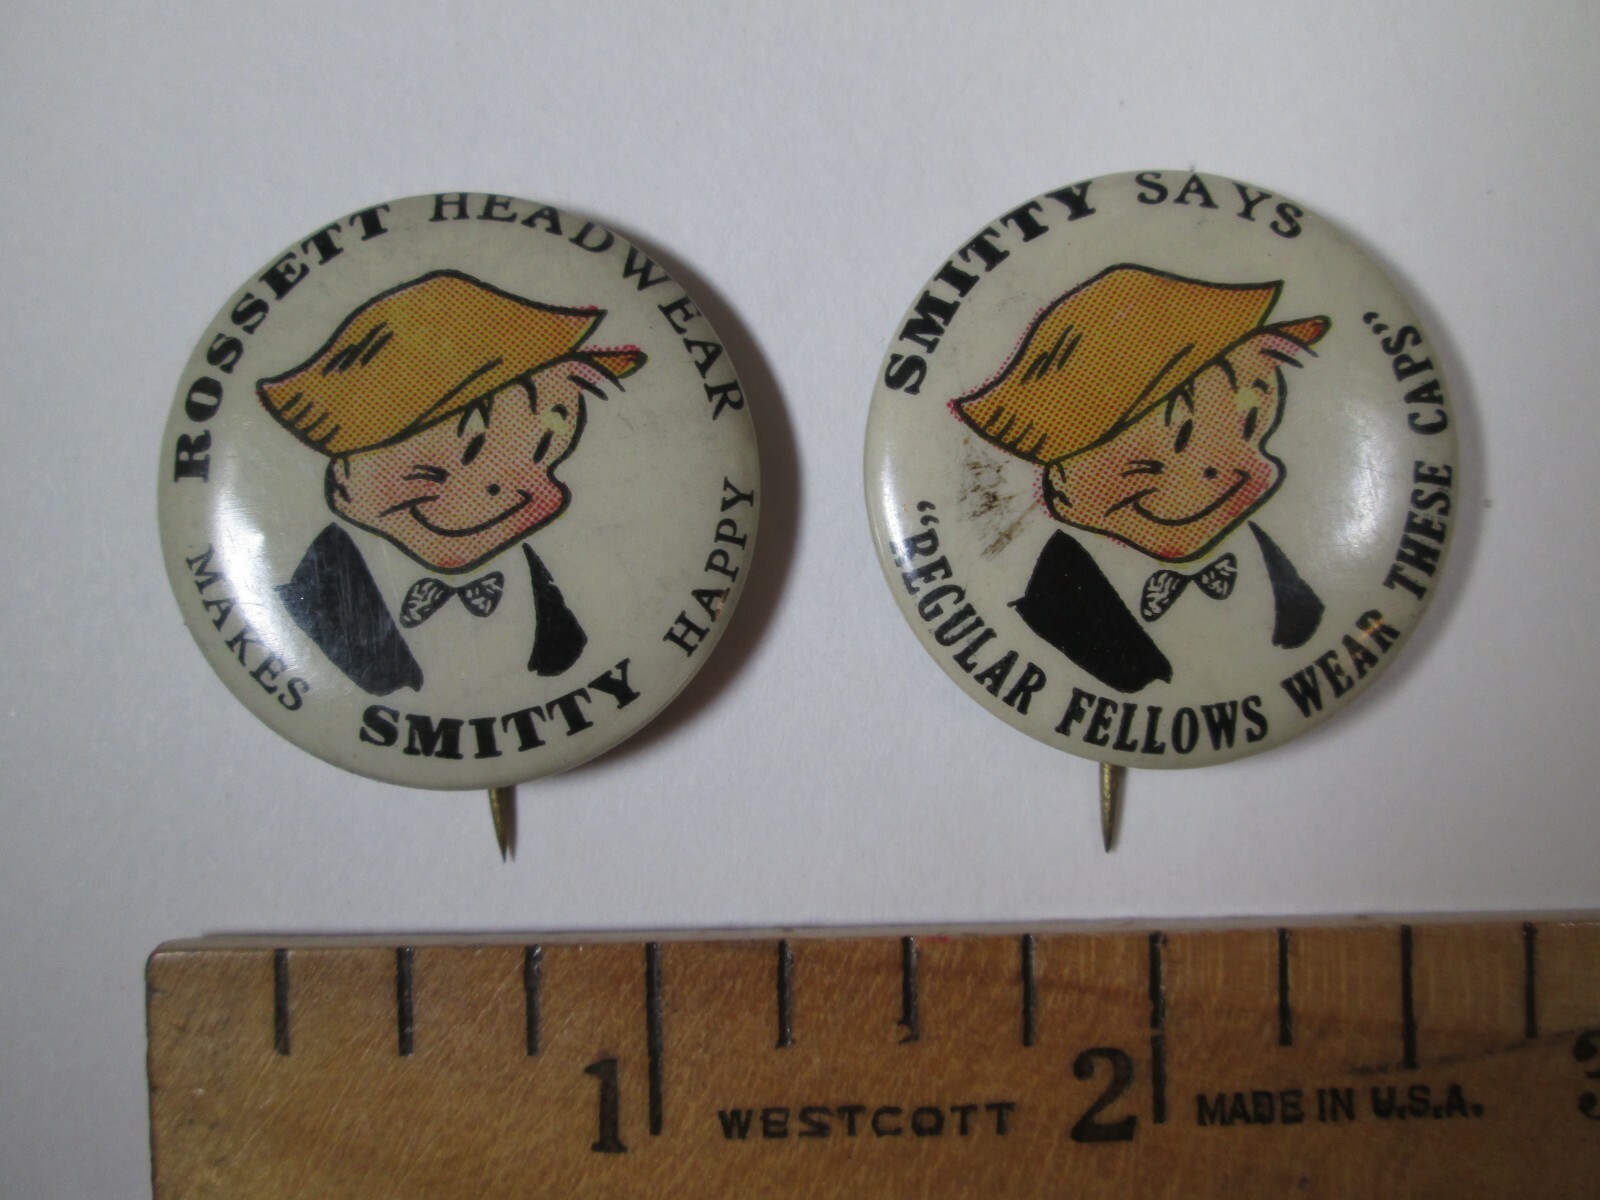 ROSSETT HEADWEAR
MAKES SMITTY HAPPY
SMITTY SAYS
"REGULAR FELLOWS WEAR THESE CAPS"
1 2 3
WESTCOTT MADE IN U.S.A.